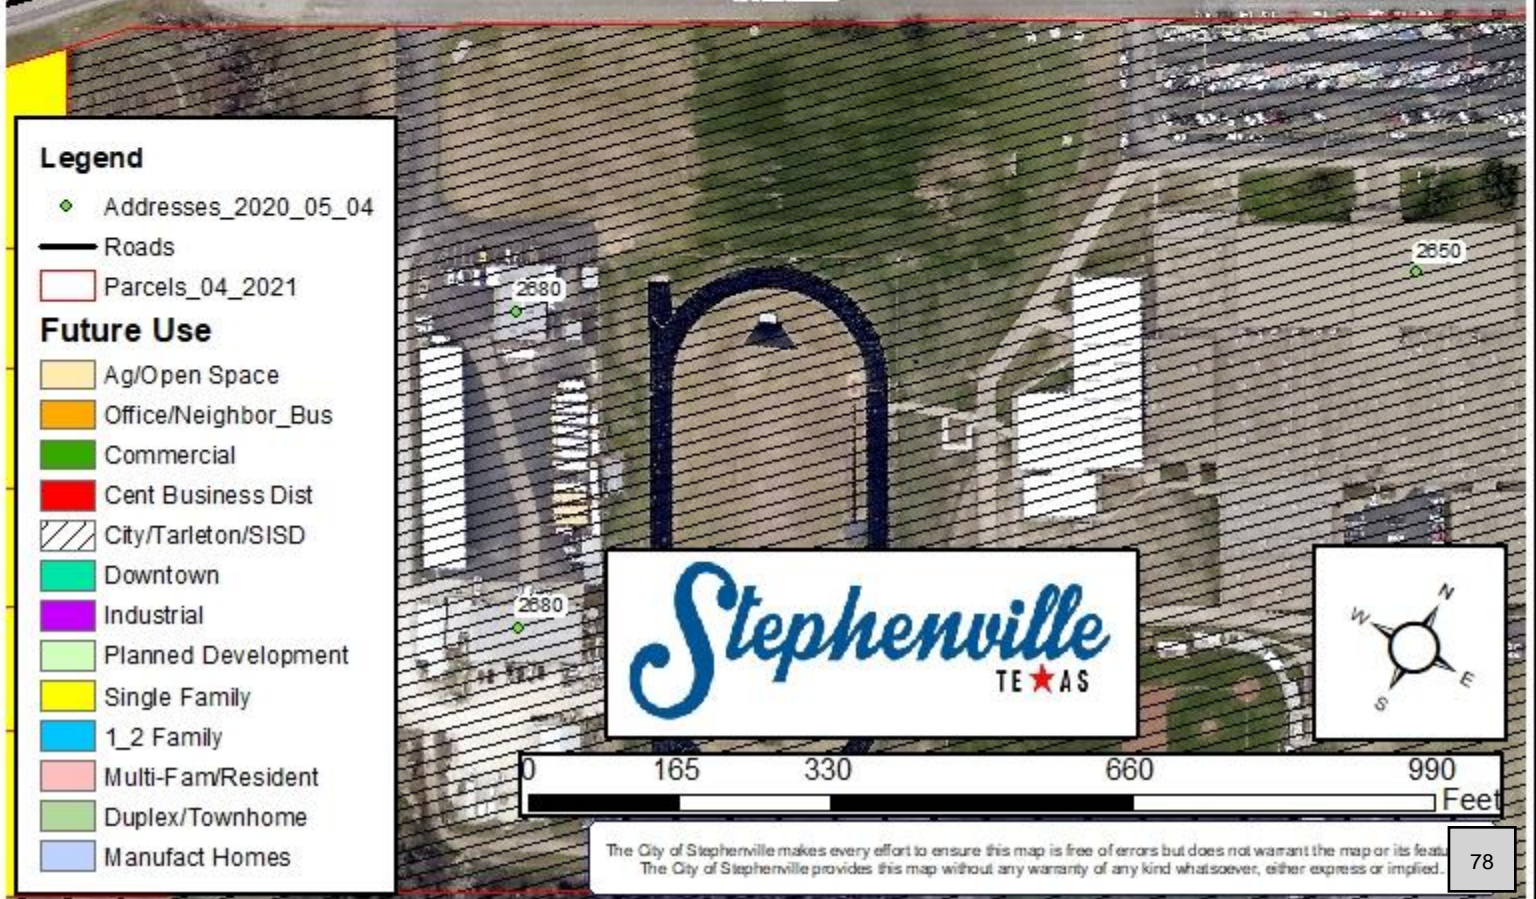 Legend
Addresses_2020_05_04
Roads
Parcels_04_2021
Future Use
Ag/Open Space
Office/Neighbor_Bus
Commercial
Cent Business Dist
City/Tarleton/SISD
Downtown
Industrial
Planned Development
Single Family
1_2 Family
Multi-Fam/Resident
Duplex/Townhome
Manufact Homes
2680
2650
2680
Stephenville
TEXAS
N
W
E
S
0 165 330 660 990
Feet
The City of Stephenville makes every effort to ensure this map is free of errors but does not warrant the map or its
The City of Stephenville provides this map without any warranty of any kind whatsoever, either express or implied.
78